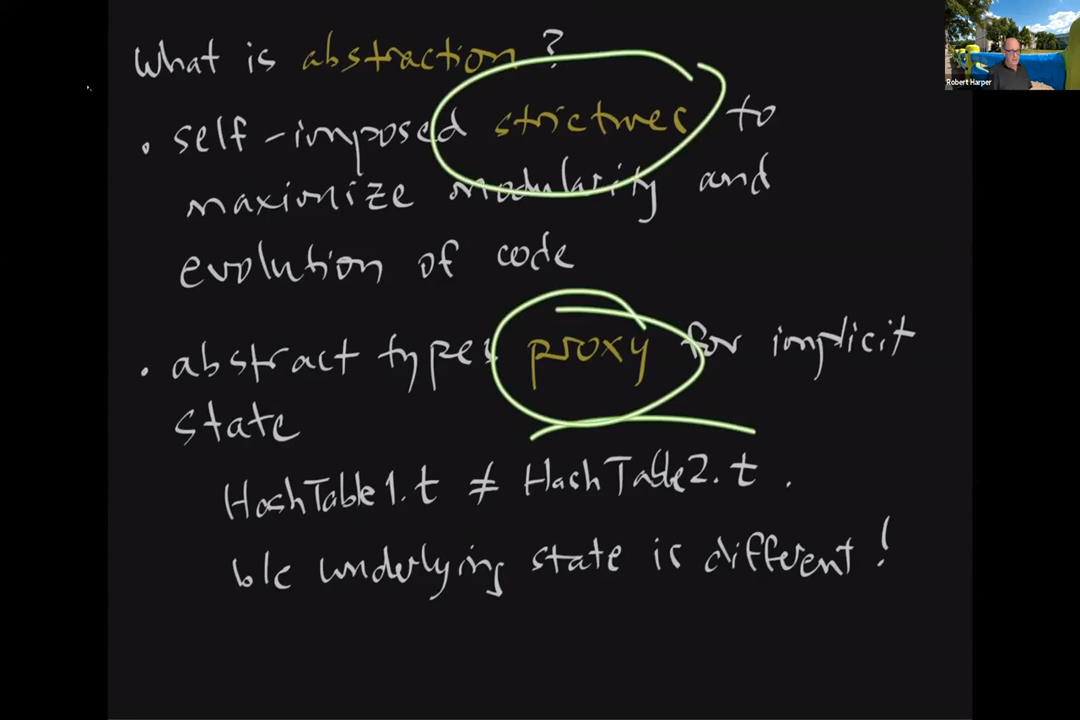 What is abstraction?
• self-imposed strictures to
maximize modularity and
evolution of code
• abstract types proxy for implicit
state
HashTable1.t ≠ HashTable2.t.
b/c underlying state is different!
Robert Harper